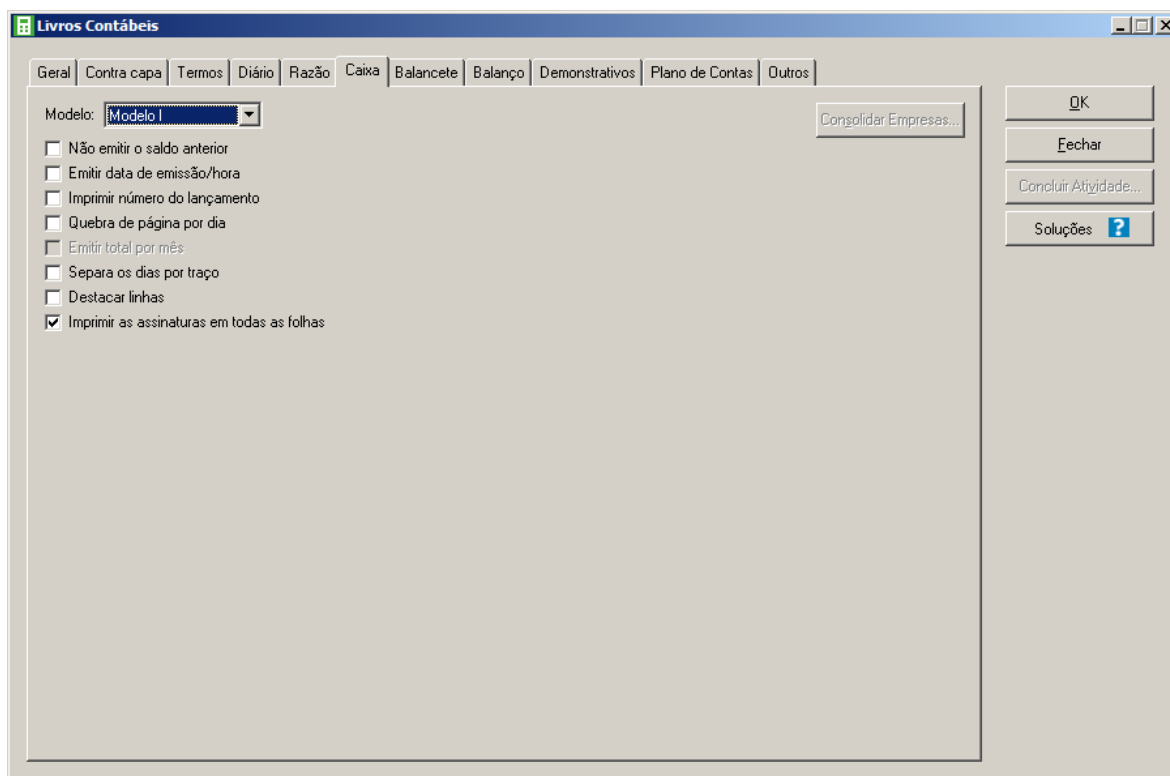 Livros Contábeis
Geral Contra capa Termos Diário Razão Caixa Balancete Balanço Demonstrativos Plano de Contas Outros
Modelo: Modelo I
Consolidar Empresas...
Não emitir o saldo anterior
Emitir data de emissão/hora
Imprimir número do lançamento
Quebra de página por dia
Emitir total por mês
Separa os dias por traço
Destacar linhas
Imprimir as assinaturas em todas as folhas
OK
Fechar
Concluir Atividade...
Soluções ?